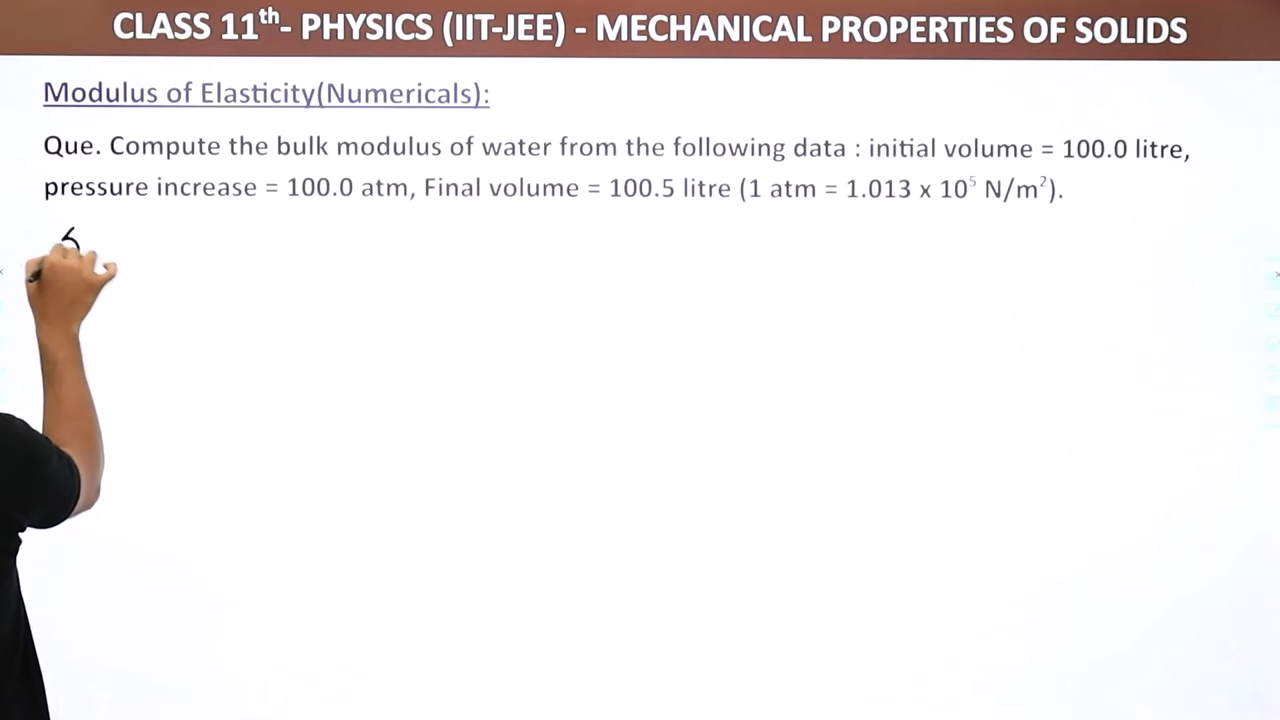 CLASS 11th- PHYSICS (IIT-JEE) - MECHANICAL PROPERTIES OF SOLIDS
Modulus of Elasticity(Numericals):
Que. Compute the bulk modulus of water from the following data : initial volume = 100.0 litre,
pressure increase = 100.0 atm, Final volume = 100.5 litre (1 atm = 1.013 x 10⁵ N/m²).